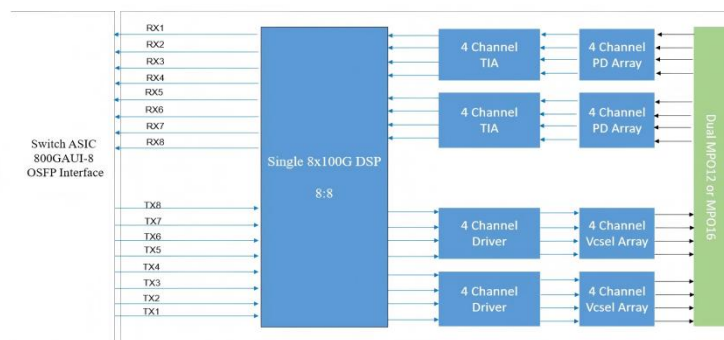 RX1
RX2
RX3
RX4
RX5
RX6
RX7
RX8
Switch ASIC
800GAUI-8
OSFP Interface
TX8
TX7
TX6
TX5
TX4
TX3
TX2
TX1
Single 8x100G DSP
8:8
4 Channel
TIA
4 Channel
PD Array
4 Channel
TIA
4 Channel
PD Array
4 Channel
Driver
4 Channel
Vcsel Array
4 Channel
Driver
4 Channel
Vcsel Array
Dual MPO12 or MPO16